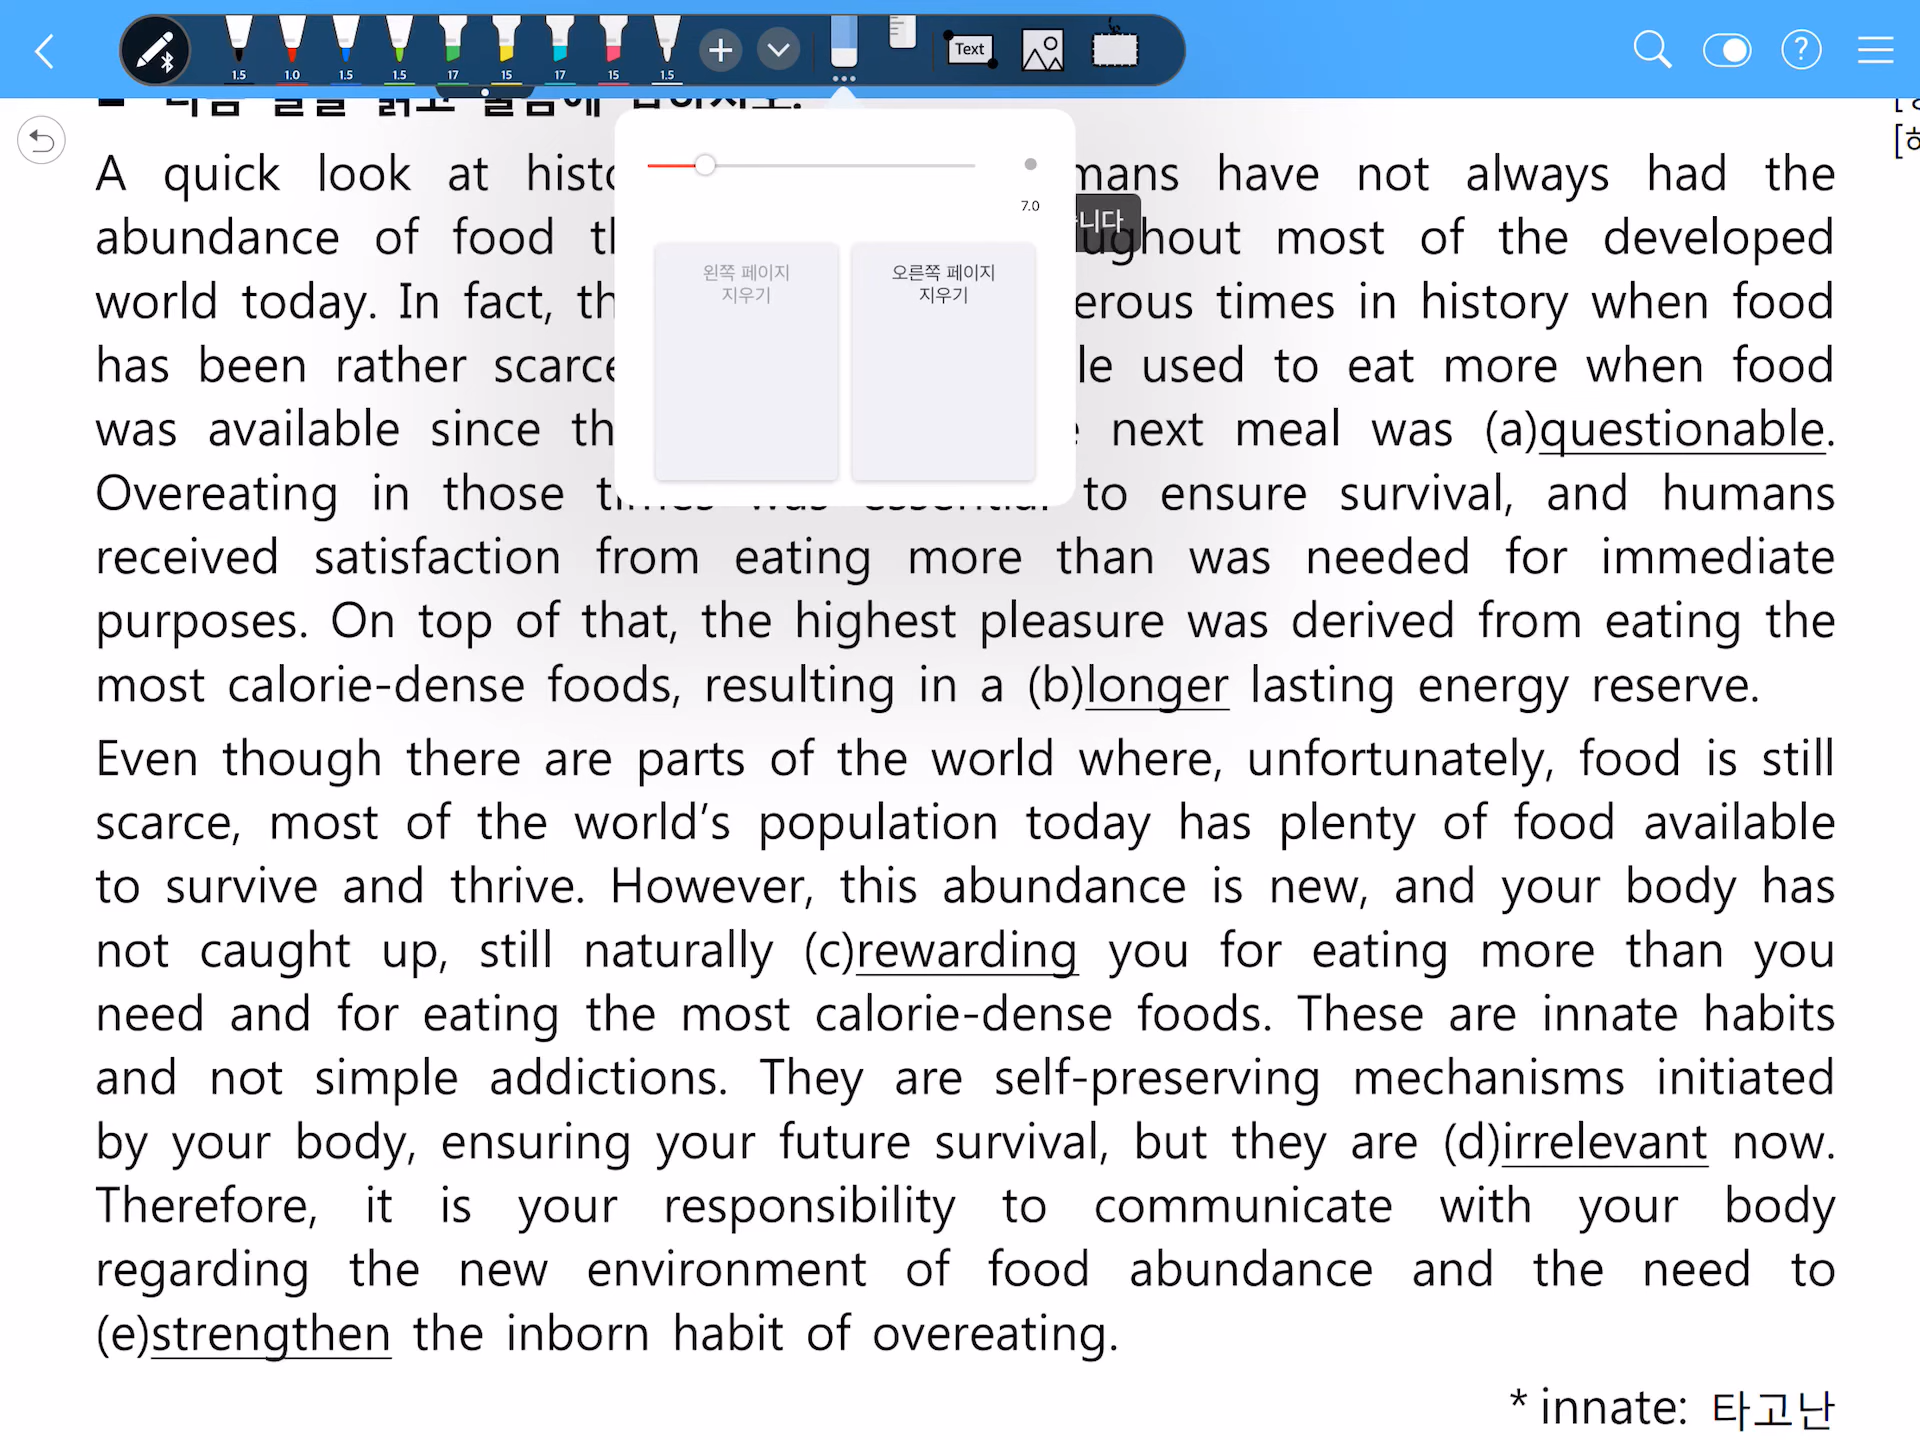 1.5 1.0 1.5 1.5 17 15 17 15 1.5 Text
7.0
왼쪽 페이지
지우기
오른쪽 페이지
지우기
니다
A quick look at mans have not always had the
abundance of food ughout most of the developed
world today. In fact, erous times in history when food
has been rather le used to eat more when food
was available since next meal was (a)questionable.
Overeating in those times was essential to ensure survival, and humans
received satisfaction from eating more than was needed for immediate
purposes. On top of that, the highest pleasure was derived from eating the
most calorie-dense foods, resulting in a (b)longer lasting energy reserve.
Even though there are parts of the world where, unfortunately, food is still
scarce, most of the world's population today has plenty of food available
to survive and thrive. However, this abundance is new, and your body has
not caught up, still naturally (c)rewarding you for eating more than you
need and for eating the most calorie-dense foods. These are innate habits
and not simple addictions. They are self-preserving mechanisms initiated
by your body, ensuring your future survival, but they are (d)irrelevant now.
Therefore, it is your responsibility to communicate with your body
regarding the new environment of food abundance and the need to
(e)strengthen the inborn habit of overeating.
* innate: 타고난